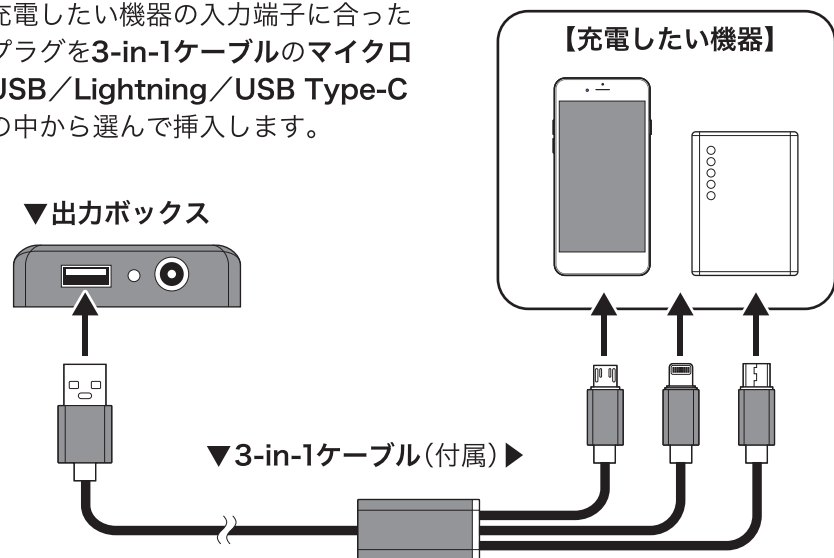 充電したい機器の入力端子に合った
プラグを3-in-1ケーブルのマイクロ
USB／Lightning／USB Type-C
の中から選んで挿入します。
【充電したい機器】
▼出力ボックス
▼3-in-1ケーブル（付属）▶